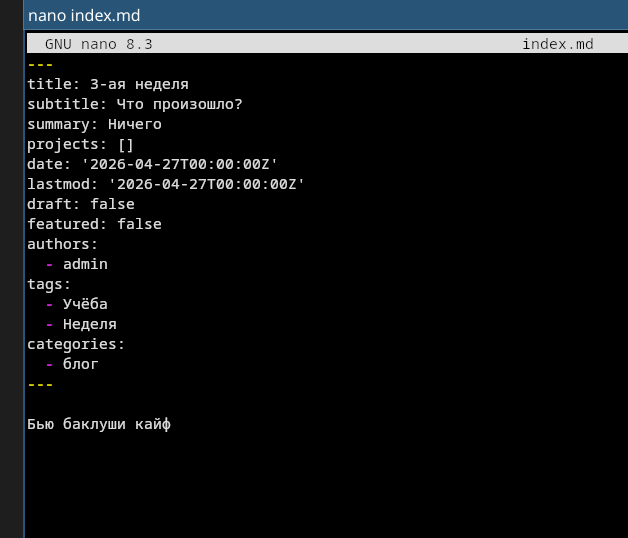 nano index.md
GNU nano 8.3 index.md
---
title: 3-ая неделя
subtitle: Что произошло?
summary: Ничего
projects: []
date: '2026-04-27T00:00:00Z'
lastmod: '2026-04-27T00:00:00Z'
draft: false
featured: false
authors:
  - admin
tags:
  - Учёба
  - Неделя
categories:
  - блог
---
Бью баклуши кайф